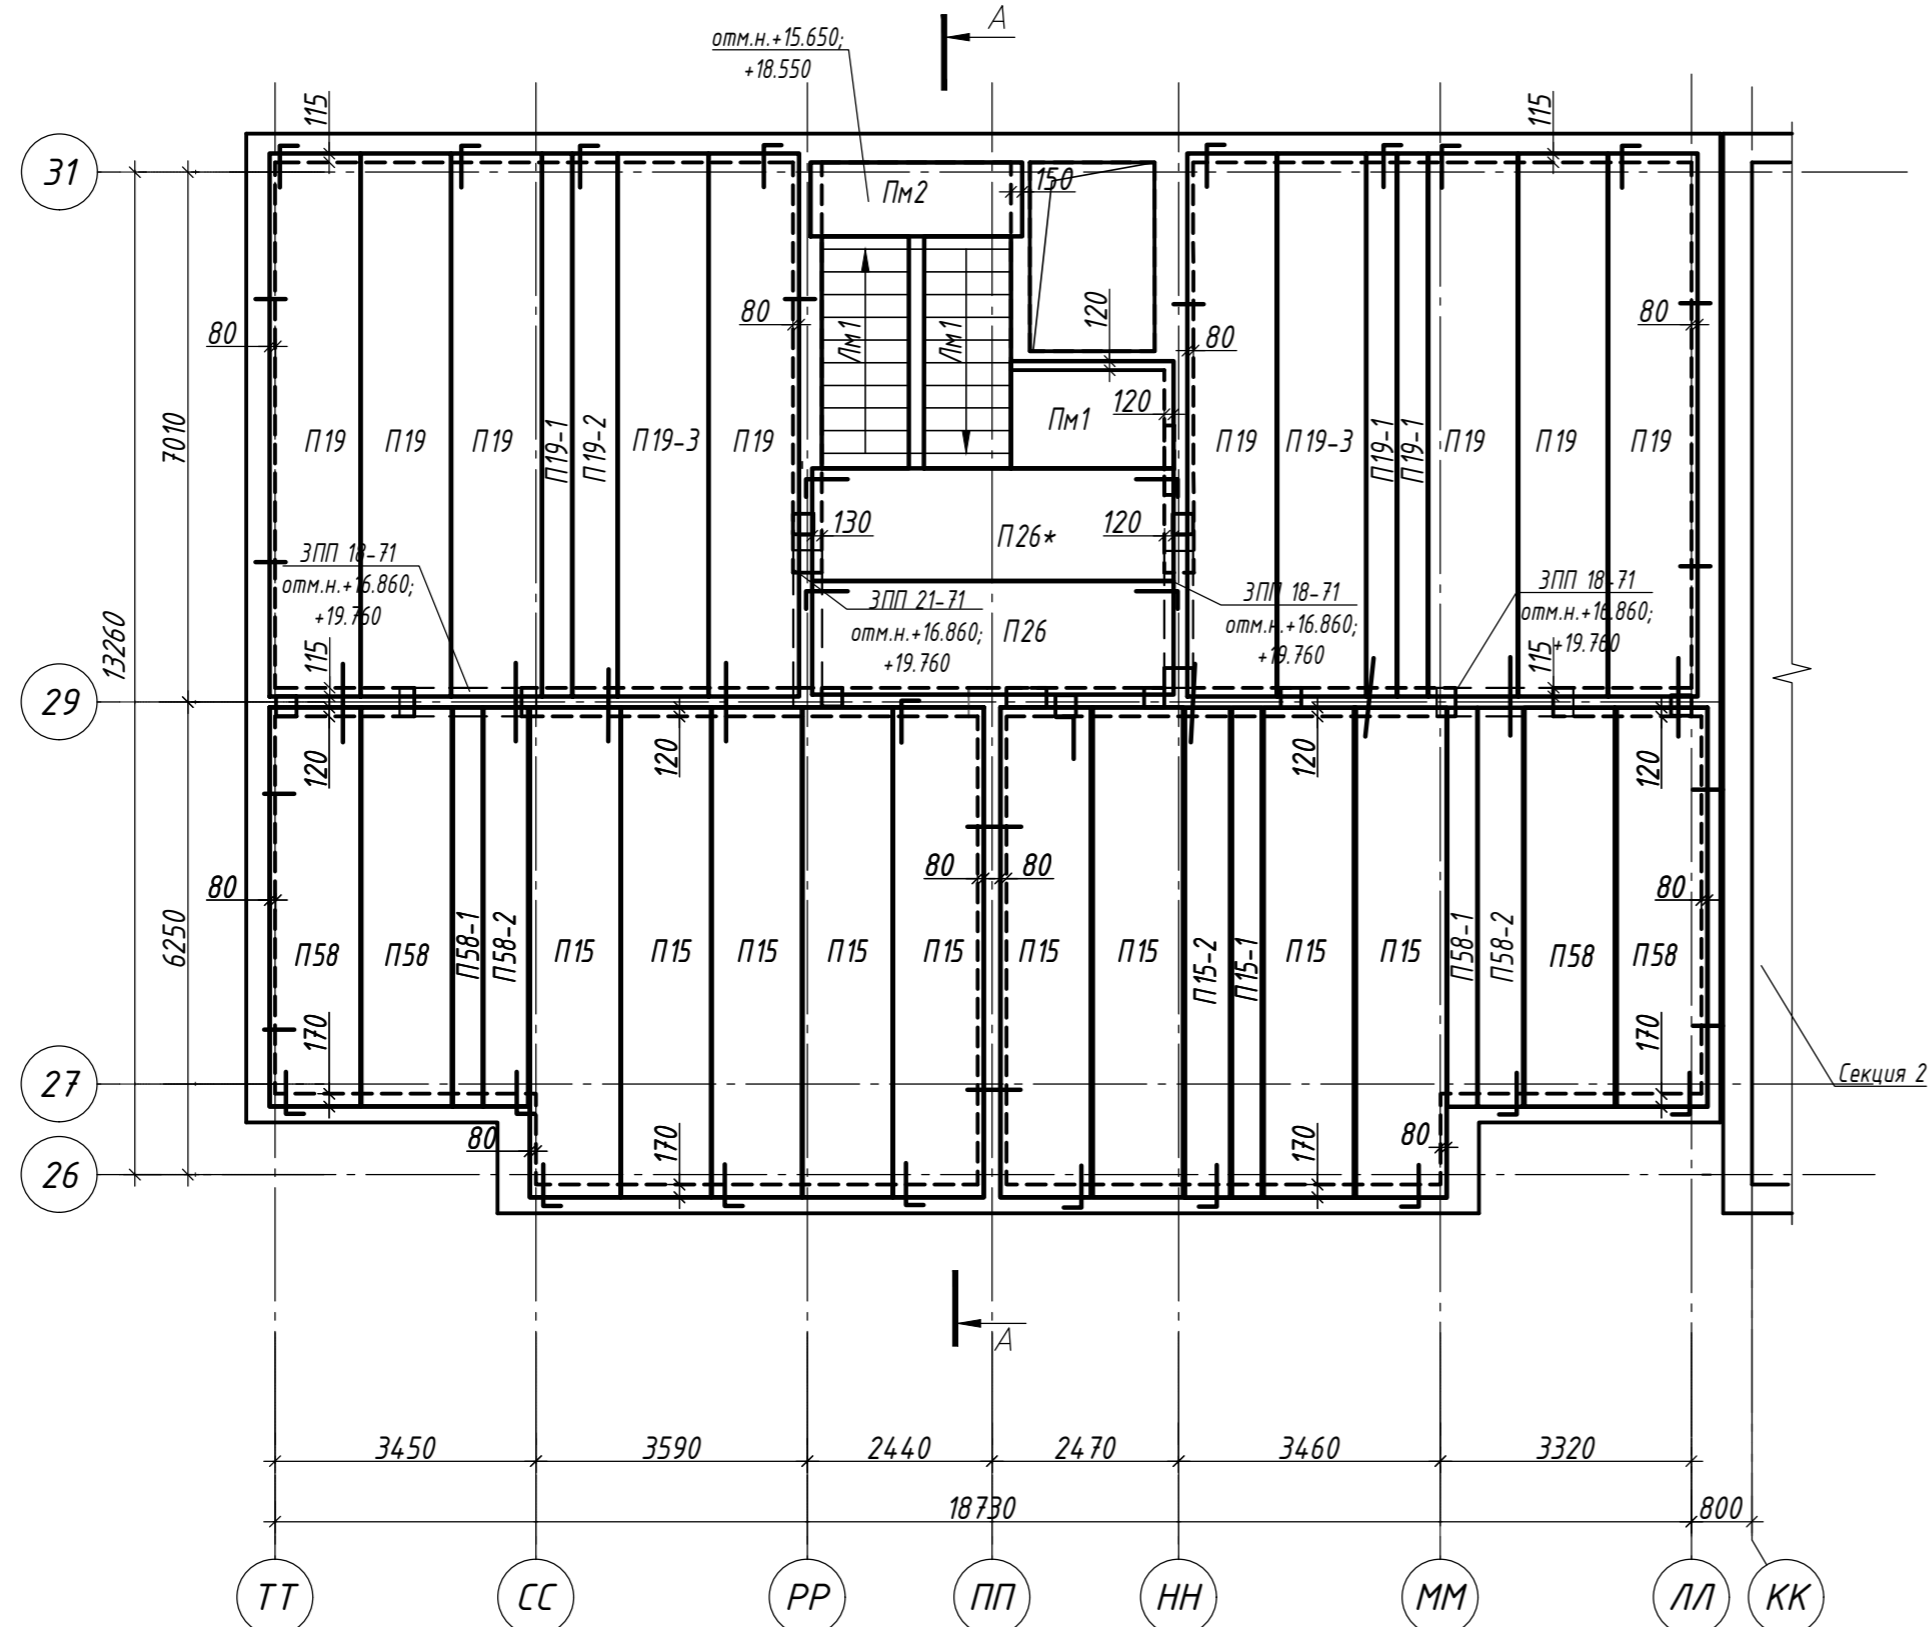 А
отм.н.+15.650;
+18.550
115
115
31
Пм2
150
80
80
120
80
80
Лм1
Лм1
7010
Пм1
120
П19
П19
П19
П19-1
П19-2
П19-3
П19
П19
П19-3
П19-1
П19-1
П19
П19
П19
130
П26*
120
ЗПП 18-71
отм.н.+16.860;
+19.760
ЗПП 21-71
отм.н.+16.860;
+19.760
П26
ЗПП 18-71
отм.н.+16.860;
+19.760
ЗПП 18-71
отм.н.+16.860;
+19.760
13260
115
115
29
120
120
120
120
80
80
80
80
6250
П58
П58
П58-1
П58-2
П15
П15
П15
П15
П15
П15
П15
П15-2
П15-1
П15
П15
П58-1
П58-2
П58
П58
170
170
27
Секция 2
80
170
170
80
26
А
3450
3590
2440
2470
3460
3320
18730
800
ТТ
СС
РР
ПП
НН
ММ
ЛЛ
КК